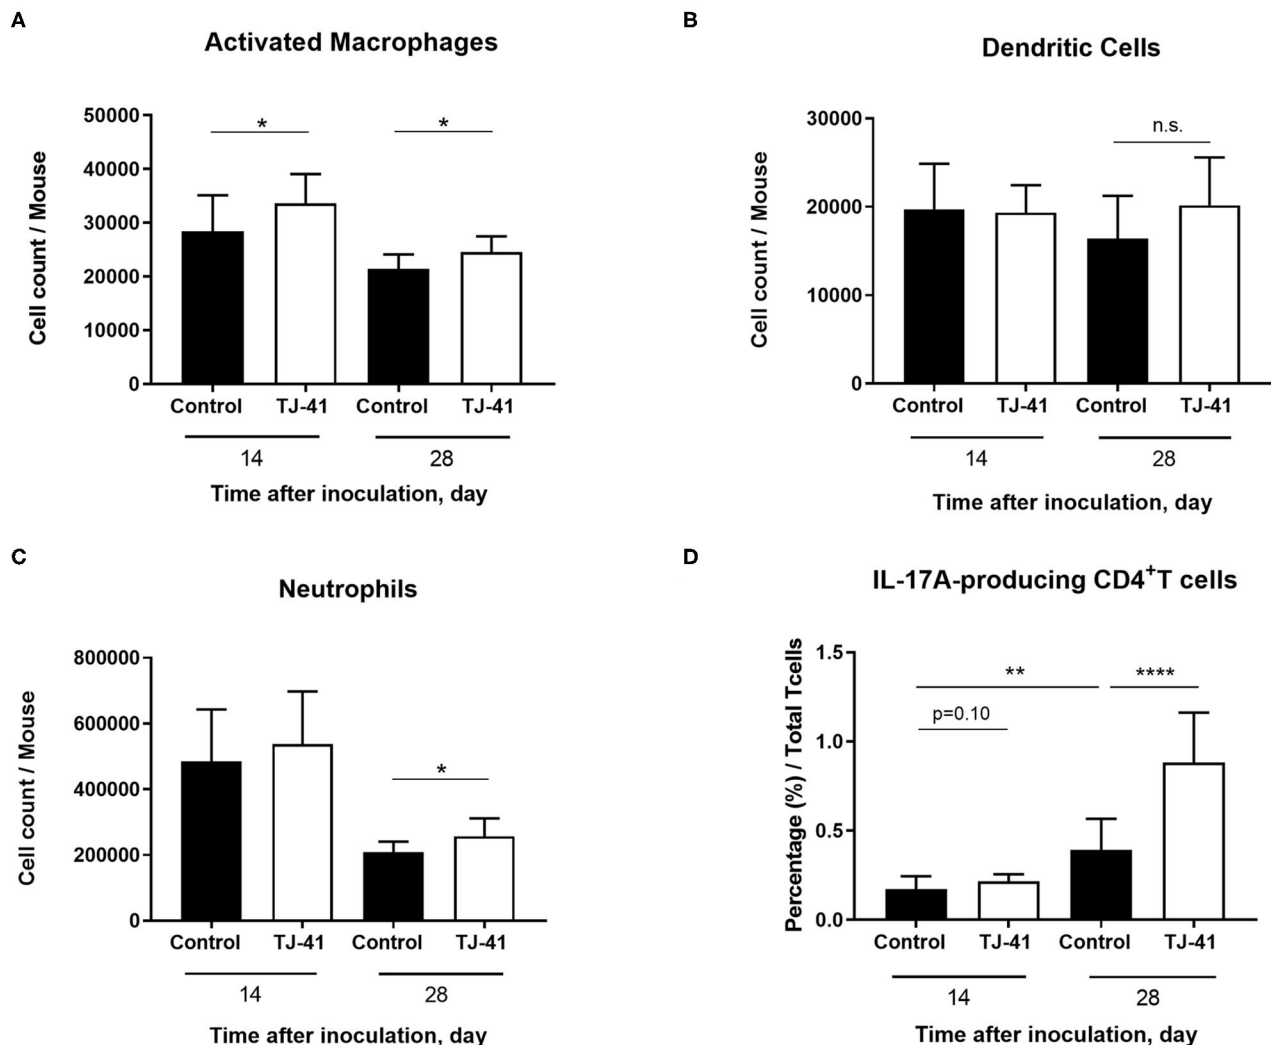 A
Activated Macrophages
Cell count / Mouse
50000
40000
30000
20000
10000
0
*
*
Control TJ-41 Control TJ-41
14 28
Time after inoculation, day
B
Dendritic Cells
Cell count / Mouse
30000
20000
10000
0
n.s.
Control TJ-41 Control TJ-41
14 28
Time after inoculation, day
C
Neutrophils
Cell count / Mouse
800000
600000
400000
200000
0
*
Control TJ-41 Control TJ-41
14 28
Time after inoculation, day
D
IL-17A-producing CD4⁺T cells
Percentage (%) / Total Tcells
1.5
1.0
0.5
0.0
** ****
p=0.10
Control TJ-41 Control TJ-41
14 28
Time after inoculation, day